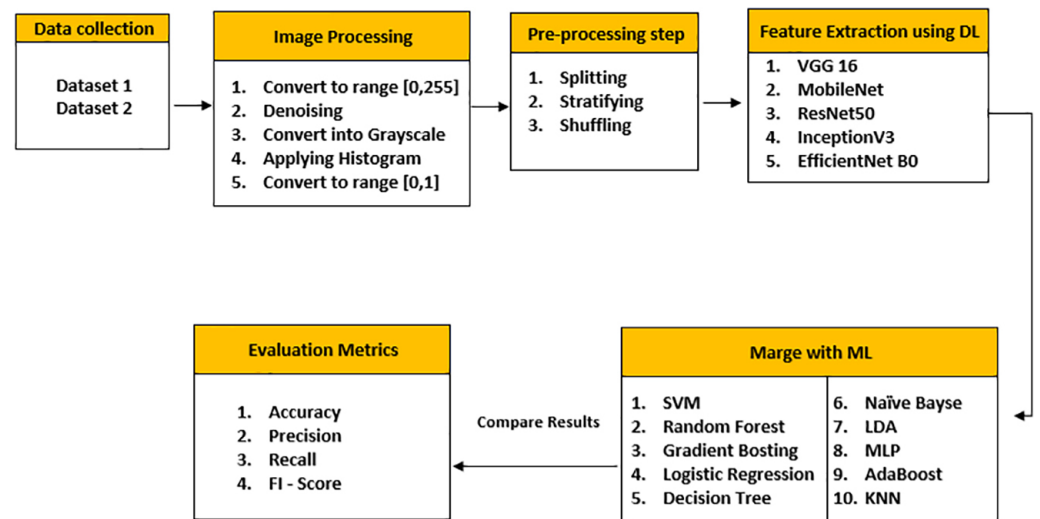 Data collection
Dataset 1
Dataset 2
Image Processing
1. Convert to range [0,255]
2. Denoising
3. Convert into Grayscale
4. Applying Histogram
5. Convert to range [0,1]
Pre-processing step
1. Splitting
2. Stratifying
3. Shuffling
Feature Extraction using DL
1. VGG 16
2. MobileNet
3. ResNet50
4. InceptionV3
5. EfficientNet B0
Marge with ML
1. SVM
2. Random Forest
3. Gradient Bosting
4. Logistic Regression
5. Decision Tree
6. Naïve Bayse
7. LDA
8. MLP
9. AdaBoost
10. KNN
Compare Results
Evaluation Metrics
1. Accuracy
2. Precision
3. Recall
4. FI - Score